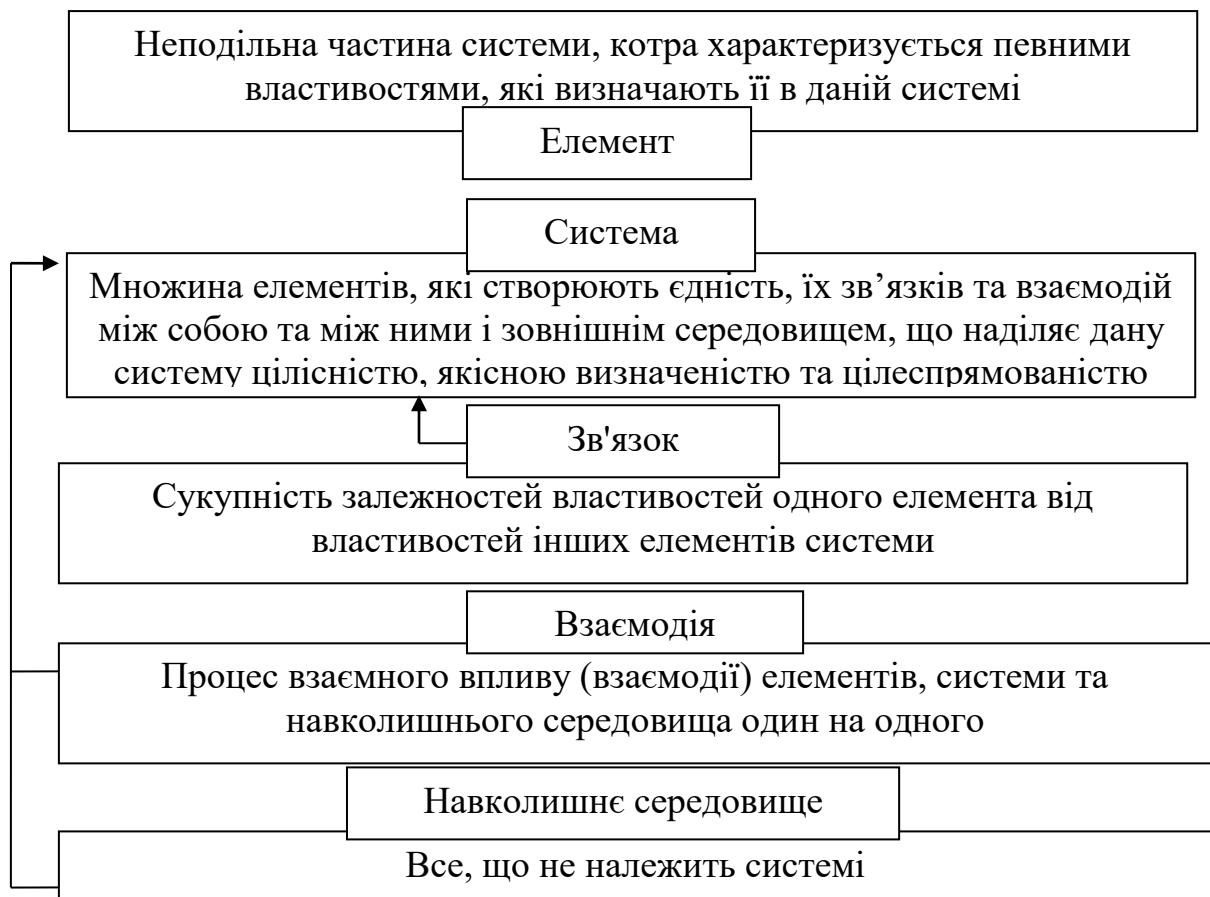 Неподільна частина системи, котра характеризується певними
властивостями, які визначають її в даній системі
Елемент
Система
Множина елементів, які створюють єдність, їх зв’язків та взаємодій
між собою та між ними і зовнішнім середовищем, що наділяє дану
систему цілісністю, якісною визначеністю та цілеспрямованістю
Зв'язок
Сукупність залежностей властивостей одного елемента від
властивостей інших елементів системи
Взаємодія
Процес взаємного впливу (взаємодії) елементів, системи та
навколишнього середовища один на одного
Навколишнє середовище
Все, що не належить системі